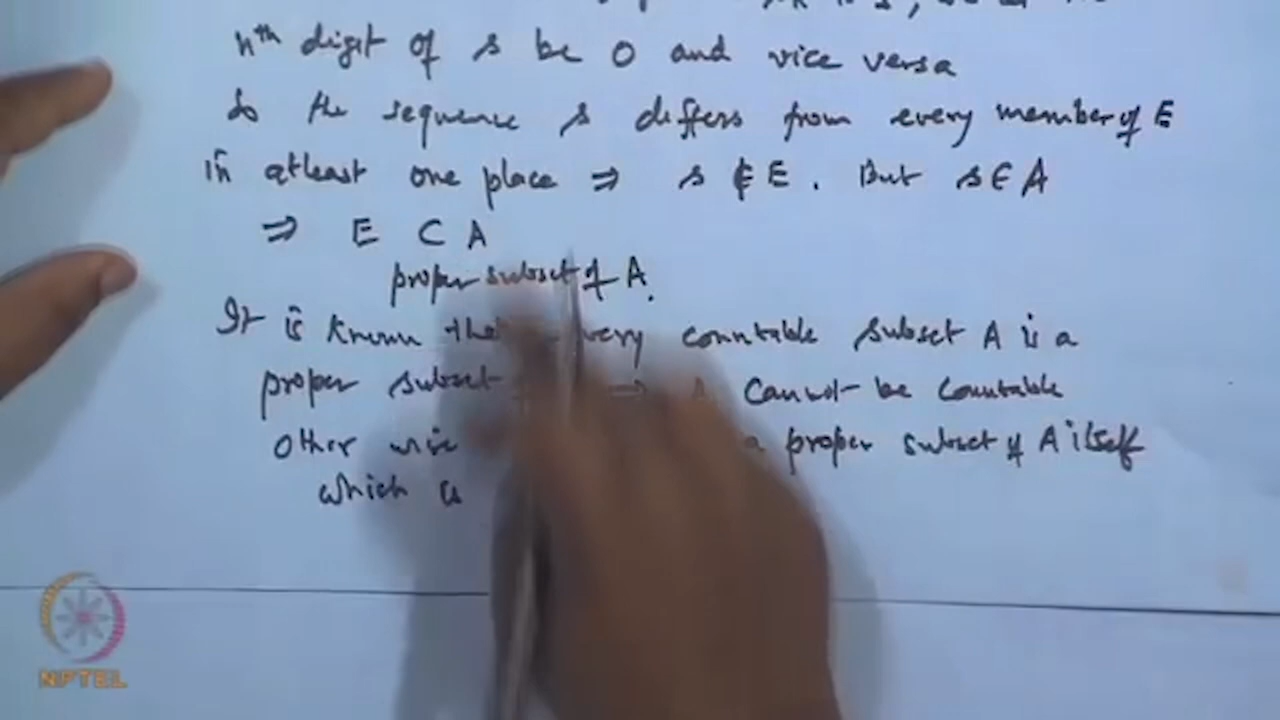 nth digit of s be 0 and vice versa
So the sequence s differs from every member of E
in atleast one place ⇒ s ∉ E. But s ∈ A
⇒ E ⊂ A
proper subset of A.
It is known that every countable subset A is a
proper subset ⇒ A cannot be countable
Otherwise a proper subset of A itself
which is
NPTEL